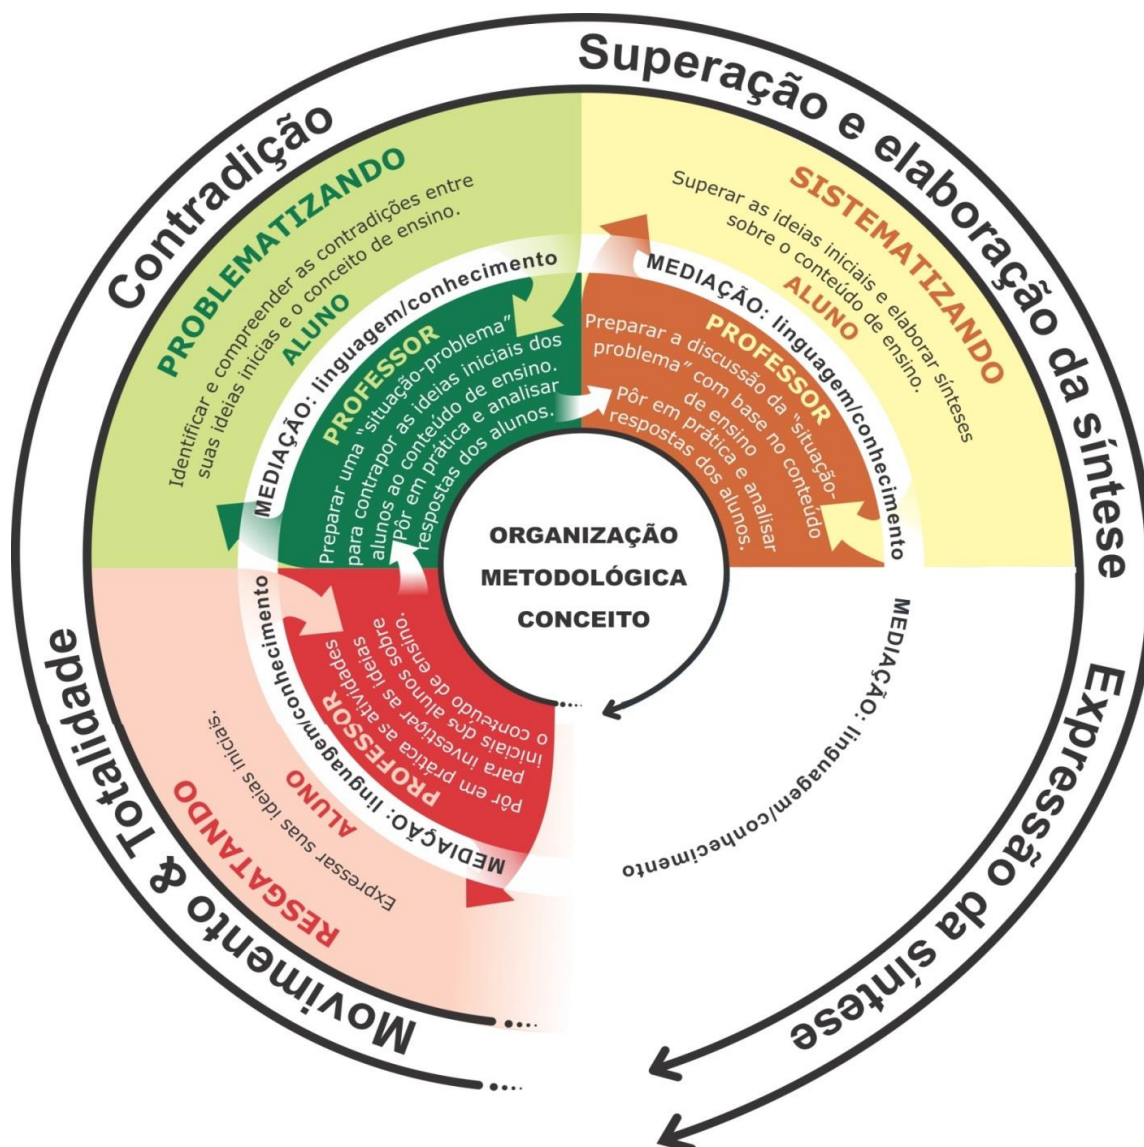 Movimento & Totalidade
Contradição
Superação e elaboração da síntese
Expressão da síntese
RESGATANDO
Expressar suas ideias iniciais.
ALUNO
MEDIAÇÃO: linguagem/conhecimento
PROFESSOR
Pôr em prática as atividades
para investigar as ideias
iniciais dos alunos sobre
o conteúdo de ensino.
PROBLEMATIZANDO
Identificar e compreender as contradições entre
suas ideias inicias e o conceito de ensino.
ALUNO
MEDIAÇÃO: linguagem/conhecimento
PROFESSOR
Preparar uma “situação-problema”
para contrapor as ideias iniciais dos
alunos ao conteúdo de ensino.
Pôr em prática e analisar
respostas dos alunos.
SISTEMATIZANDO
Superar as ideias iniciais e elaborar sínteses
sobre o conteúdo de ensino.
ALUNO
MEDIAÇÃO: linguagem/conhecimento
PROFESSOR
Preparar a discussão da “situação-
problema” com base no conteúdo
de ensino
Pôr em prática e analisar
respostas dos alunos.
MEDIAÇÃO: linguagem/conhecimento
ORGANIZAÇÃO
METODOLÓGICA
CONCEITO